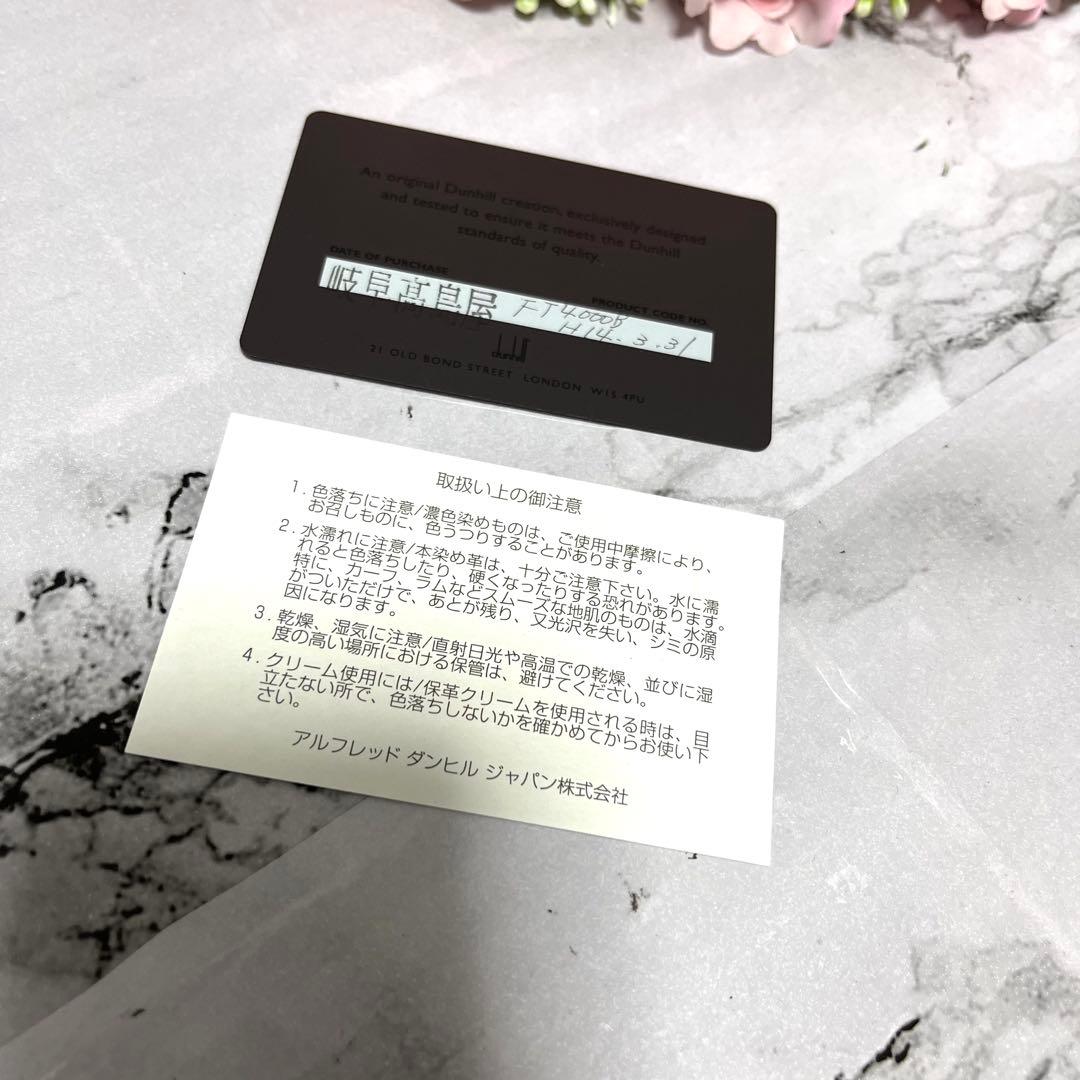 An original Dunhill creation, exclusively designed
and tested to ensure it meets the Dunhill
standards of quality.
DATE OF PURCHASE
PRODUCT CODE NO.
岐阜髙島屋 FT4000B
H14.3.31
dunhill
21 OLD BOND STREET LONDON W1S 4PU
取扱い上の御注意
1. 色落ちに注意/濃色染めものは、ご使用中摩擦により、
お召しものに、色うつりすることがあります。
2. 水濡れに注意/本染め革は、十分ご注意下さい。水に濡
れると色落ちしたり、硬くなったりする恐れがあります。
特に、カーフ、ラムなどスムーズな地肌のものは、水滴
がついただけで、あとが残り、又光沢を失い、シミの原
因になります。
3. 乾燥、湿気に注意/直射日光や高温での乾燥、並びに湿
度の高い場所における保管は、避けてください。
4. クリーム使用には/保革クリームを使用される時は、目
立たない所で、色落ちしないかを確かめてからお使い下
さい。
アルフレッド ダンヒル ジャパン株式会社